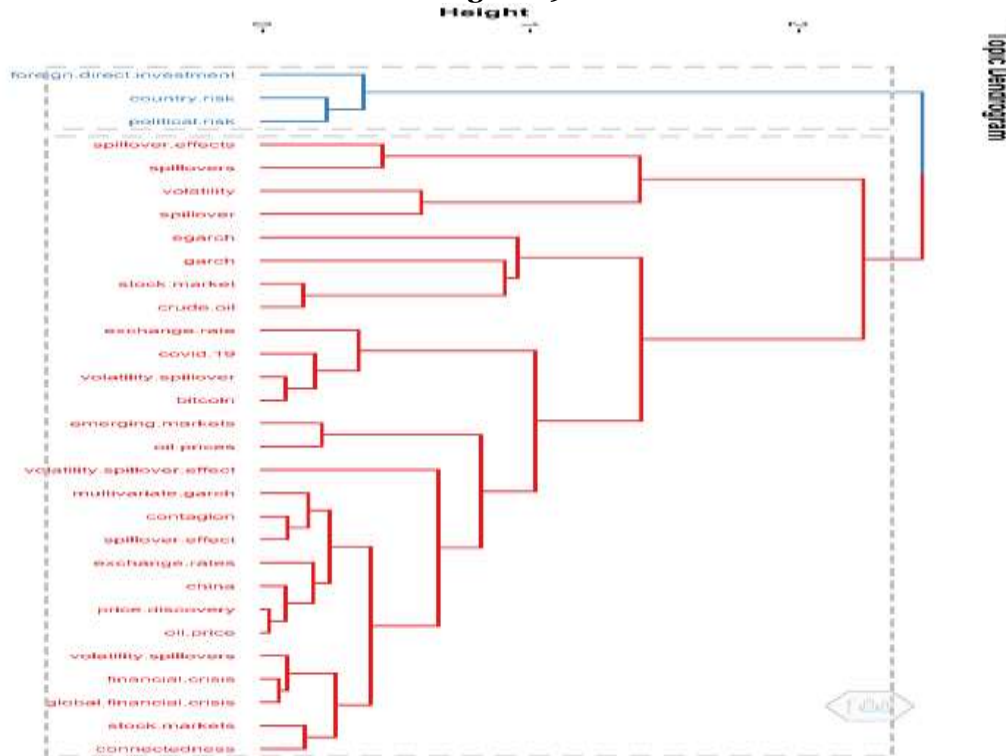 Height
0
1
2
Topic Dendrogram
foreign.direct.investment
country.risk
political.risk
spillover.effects
spillovers
volatility
spillover
egarch
garch
stock.market
crude.oil
exchange.rate
covid.19
volatility.spillover
bitcoin
emerging.markets
oil.prices
volatility.spillover.effect
multivariate.garch
contagion
spillover.effect
exchange.rates
china
price.discovery
oil.price
volatility.spillovers
financial.crisis
global.financial.crisis
stock.markets
connectedness